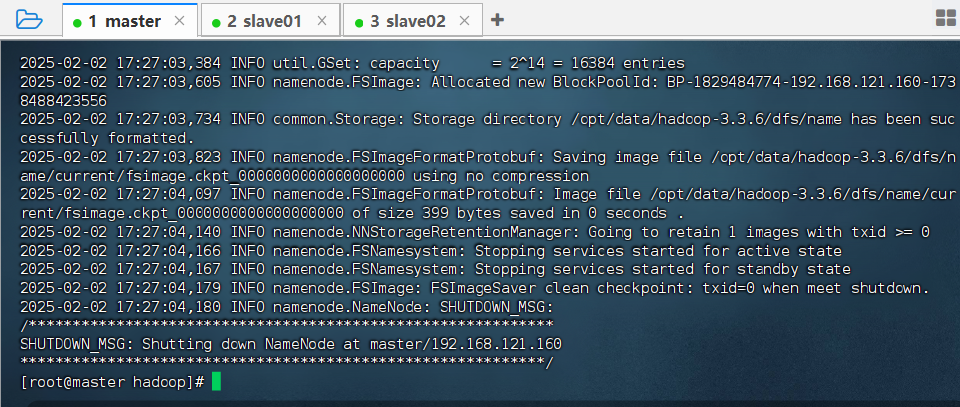 1 master × 2 slave01 × 3 slave02 × +
2025-02-02 17:27:03,384 INFO util.GSet: capacity      = 2^14 = 16384 entries
2025-02-02 17:27:03,605 INFO namenode.FSImage: Allocated new BlockPoolId: BP-1829484774-192.168.121.160-173
8488423556
2025-02-02 17:27:03,734 INFO common.Storage: Storage directory /cpt/data/hadoop-3.3.6/dfs/name has been suc
cessfully formatted.
2025-02-02 17:27:03,823 INFO namenode.FSImageFormatProtobuf: Saving image file /opt/data/hadoop-3.3.6/dfs/n
ame/current/fsimage.ckpt_0000000000000000000 using no compression
2025-02-02 17:27:04,097 INFO namenode.FSImageFormatProtobuf: Image file /opt/data/hadoop-3.3.6/dfs/name/cur
rent/fsimage.ckpt_0000000000000000000 of size 399 bytes saved in 0 seconds .
2025-02-02 17:27:04,140 INFO namenode.NNStorageRetentionManager: Going to retain 1 images with txid >= 0
2025-02-02 17:27:04,166 INFO namenode.FSNamesystem: Stopping services started for active state
2025-02-02 17:27:04,167 INFO namenode.FSNamesystem: Stopping services started for standby state
2025-02-02 17:27:04,179 INFO namenode.FSImage: FSImageSaver clean checkpoint: txid=0 when meet shutdown.
2025-02-02 17:27:04,180 INFO namenode.NameNode: SHUTDOWN_MSG:
/************************************************************
SHUTDOWN_MSG: Shutting down NameNode at master/192.168.121.160
************************************************************/
[root@master hadoop]#